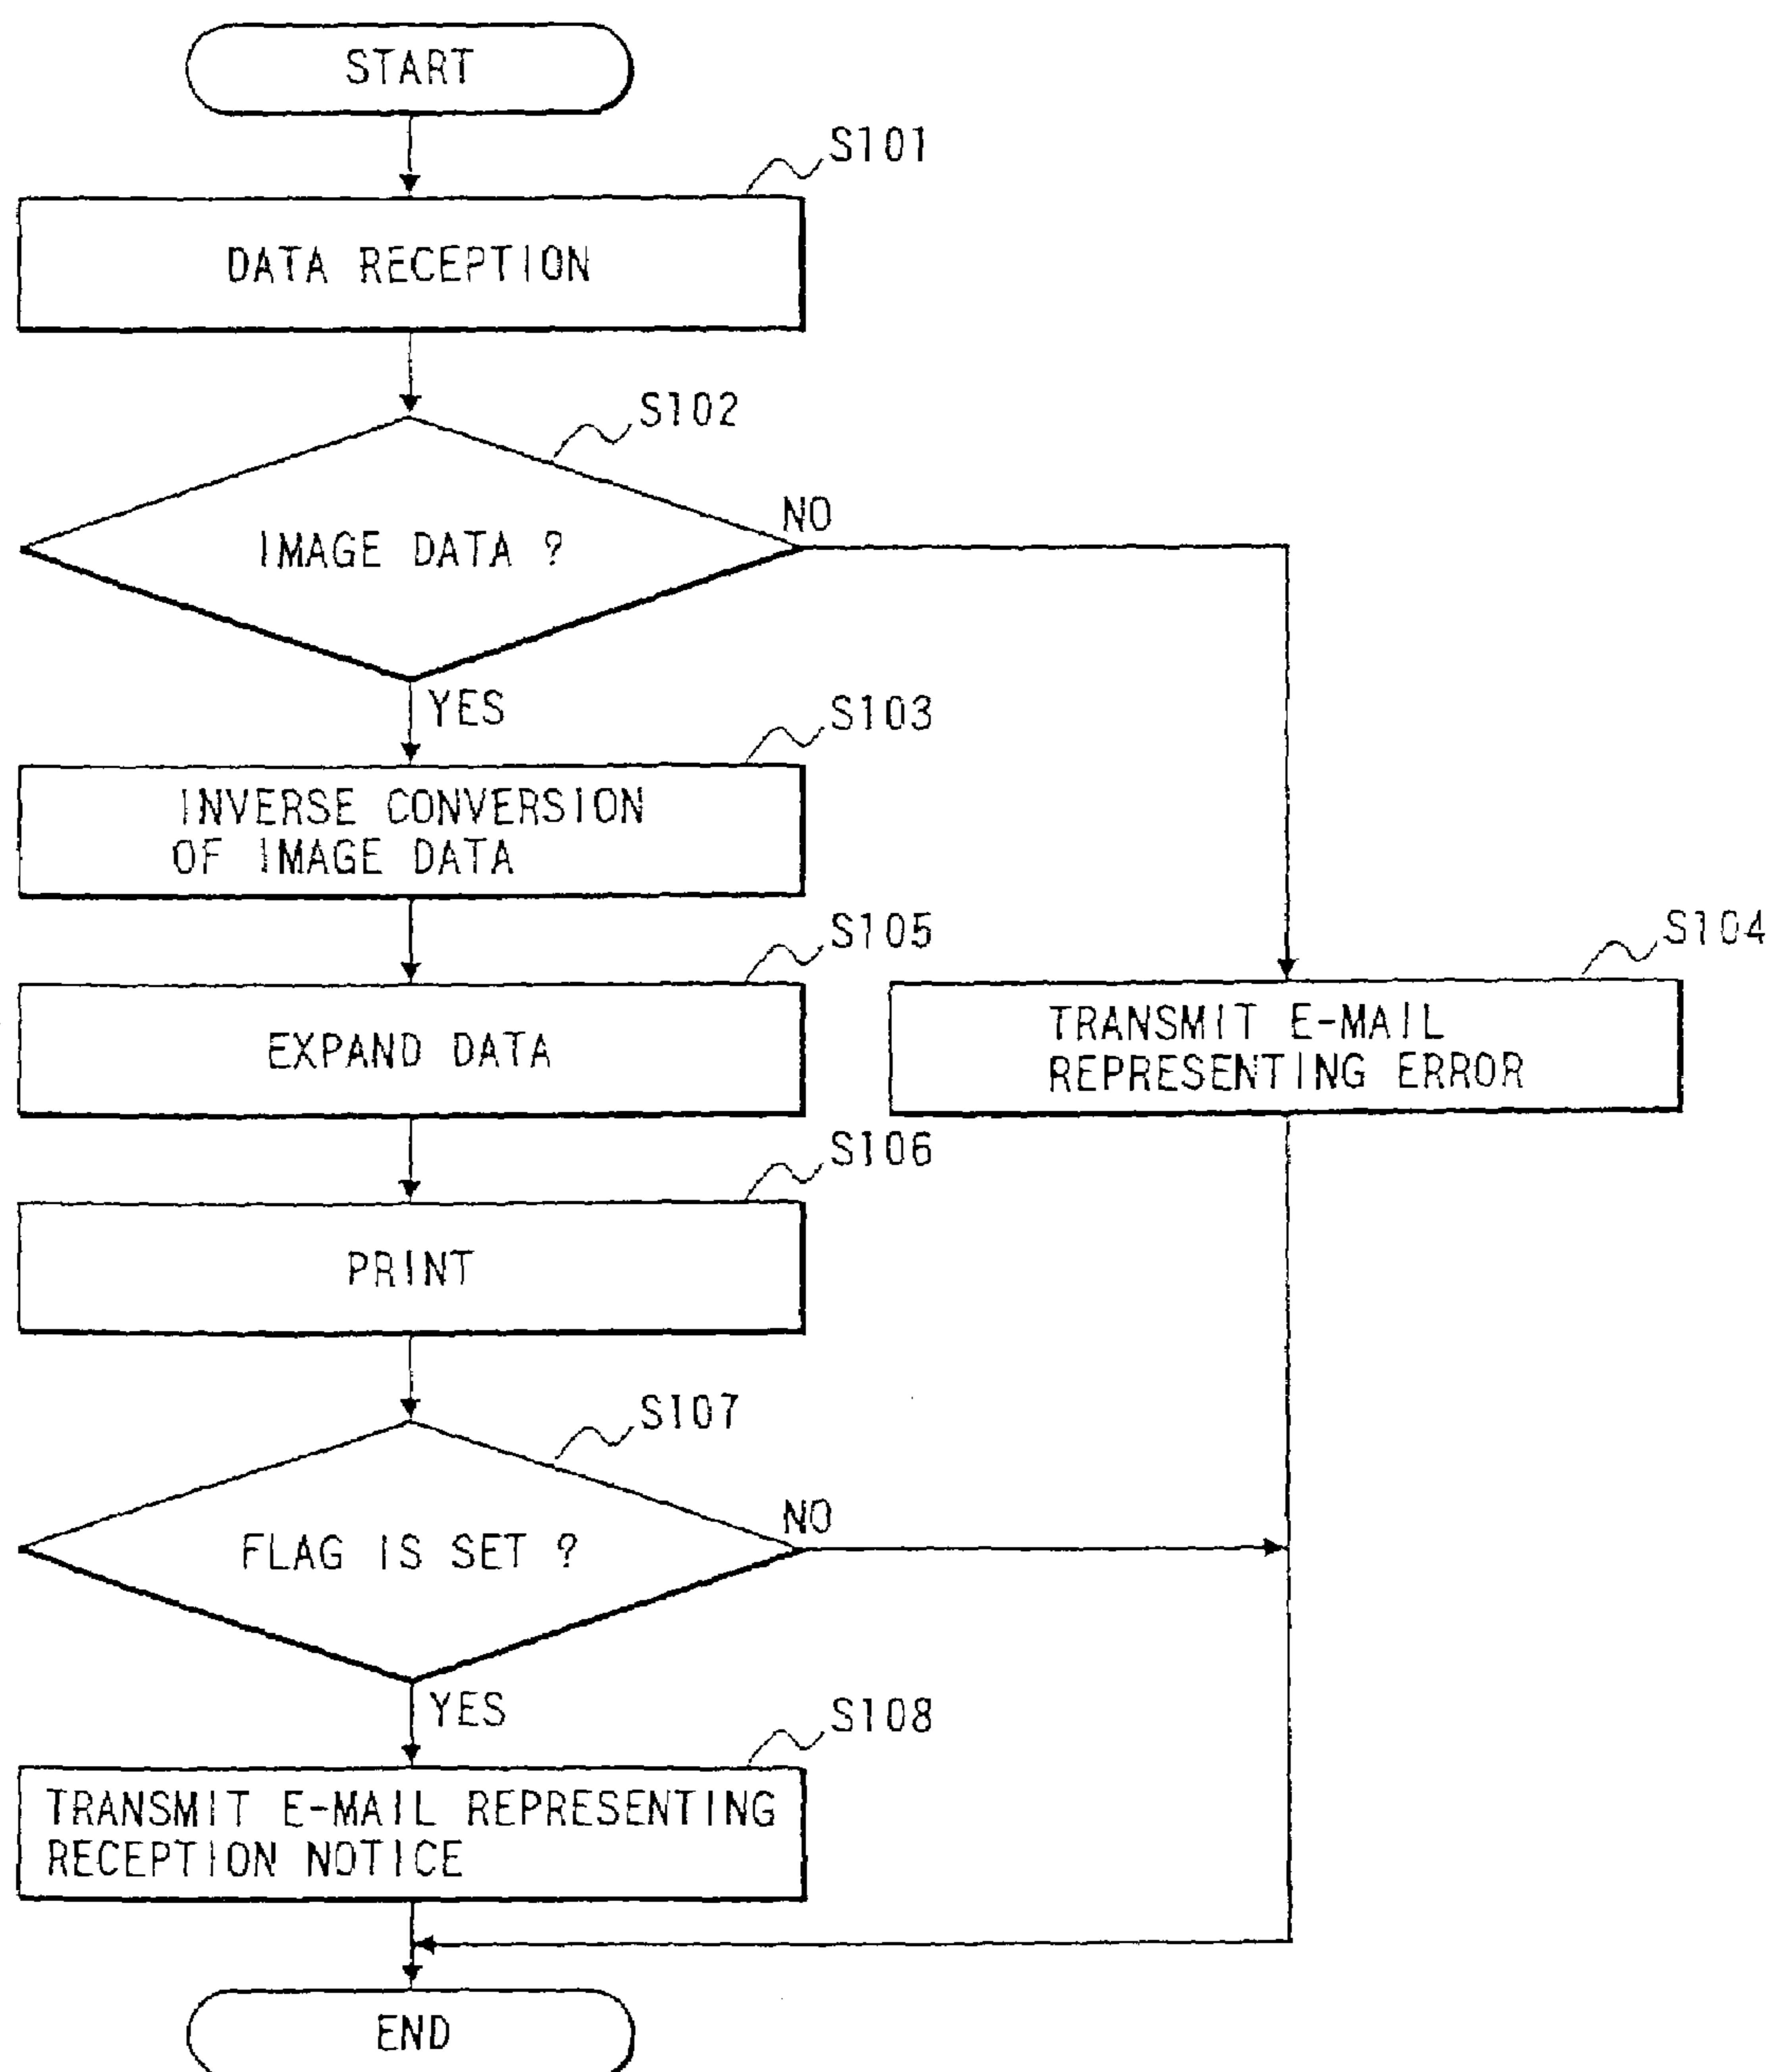 START
S101
DATA RECEPTION
S102
IMAGE DATA ?
NO
YES
S103
INVERSE CONVERSION
OF IMAGE DATA
S105
EXPAND DATA
S104
TRANSMIT E-MAIL
REPRESENTING ERROR
S106
PRINT
S107
FLAG IS SET ?
NO
YES
S108
TRANSMIT E-MAIL REPRESENTING
RECEPTION NOTICE
END